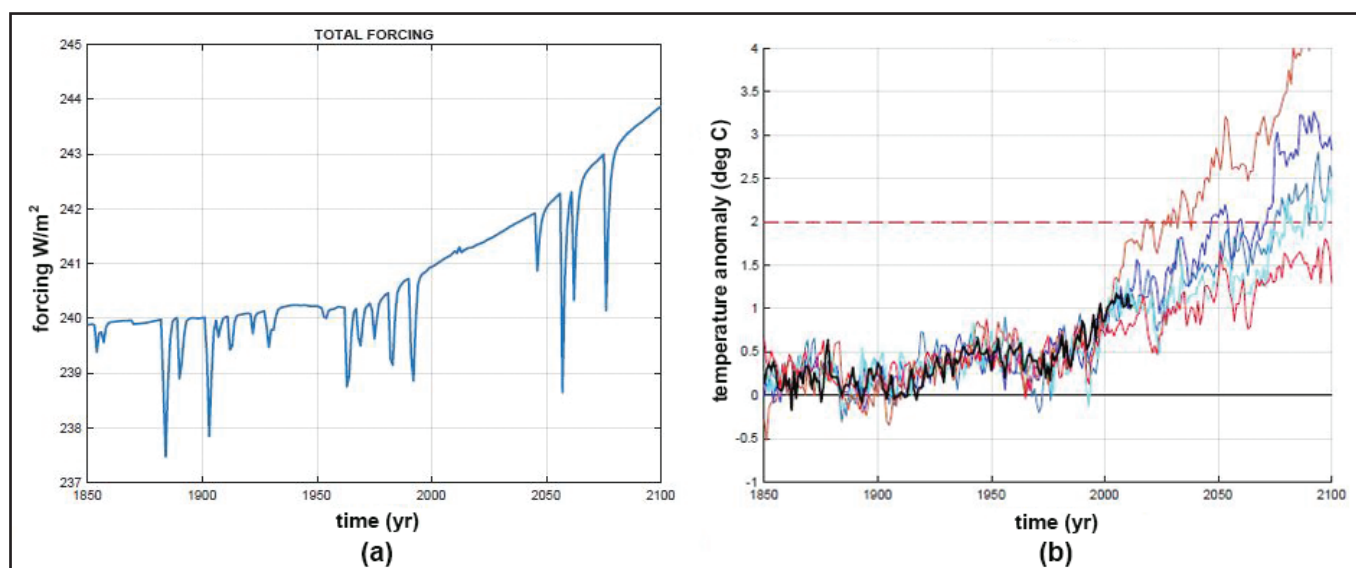 TOTAL FORCING
245
244
243
242
241
240
239
238
237
forcing W/m²
1850 1900 1950 2000 2050 2100
time (yr)
(a)
4
3.5
3
2.5
2
1.5
1
0.5
0
-0.5
-1
temperature anomaly (deg C)
1850 1900 1950 2000 2050 2100
time (yr)
(b)